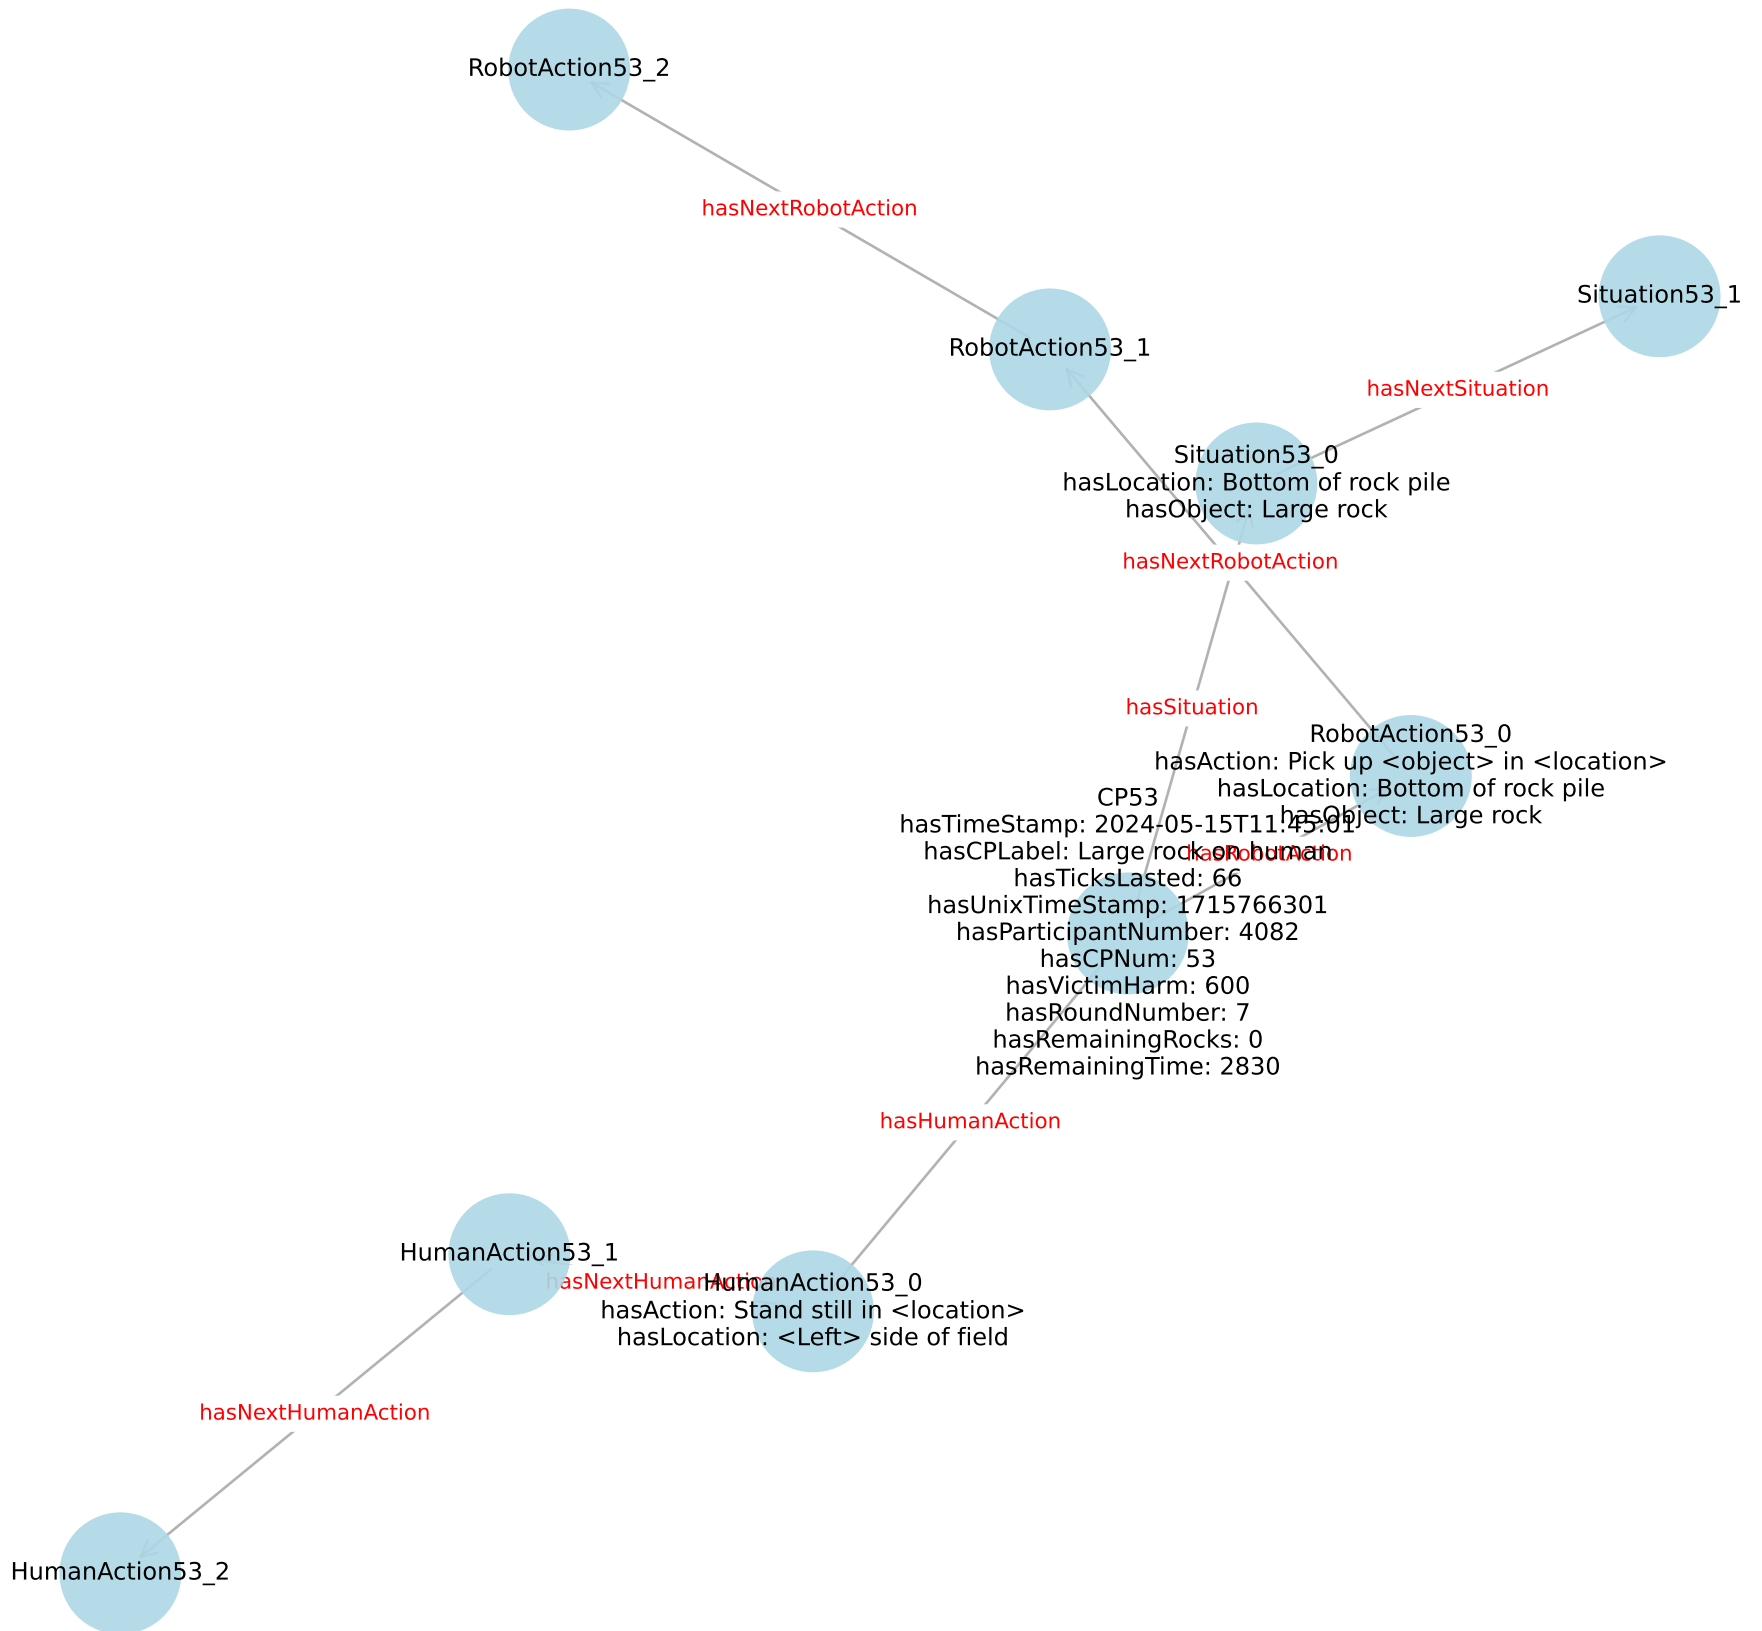 RobotAction53_2
hasNextRobotAction
Situation53_1
RobotAction53_1
hasNextSituation
Situation53_0
hasLocation: Bottom of rock pile
hasObject: Large rock
hasNextRobotAction
hasSituation
RobotAction53_0
hasAction: Pick up <object> in <location>
hasLocation: Bottom of rock pile
hasObject: Large rock
CP53
hasTimeStamp: 2024-05-15T11:45:01
hasCPLabel: Large rock on human
hasRobotAction
hasTicksLasted: 66
hasUnixTimeStamp: 1715766301
hasParticipantNumber: 4082
hasCPNum: 53
hasVictimHarm: 600
hasRoundNumber: 7
hasRemainingRocks: 0
hasRemainingTime: 2830
hasHumanAction
HumanAction53_1
hasNextHumanAction
HumanAction53_0
hasAction: Stand still in <location>
hasLocation: <Left> side of field
hasNextHumanAction
HumanAction53_2